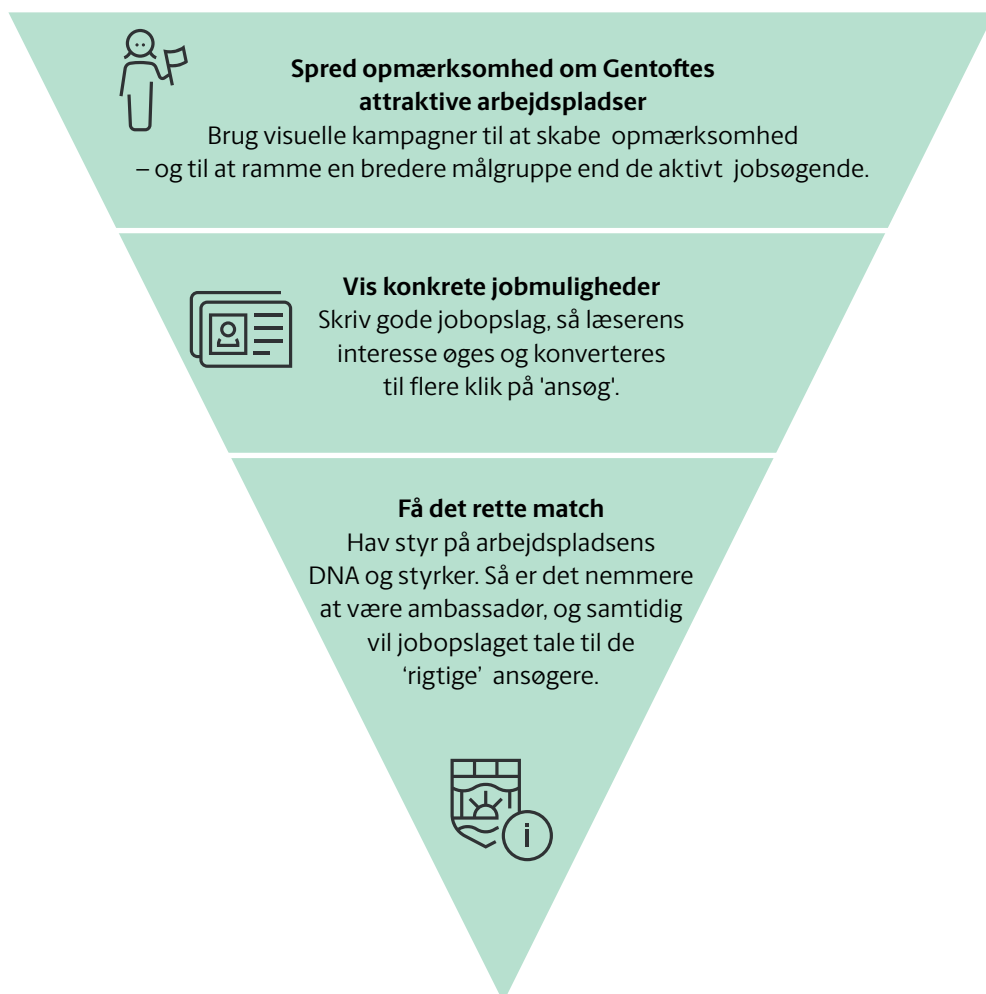 Spred opmærksomhed om Gentoftes
attraktive arbejdspladser
Brug visuelle kampagner til at skabe opmærksomhed
– og til at ramme en bredere målgruppe end de aktivt jobsøgende.
Vis konkrete jobmuligheder
Skriv gode jobopslag, så læserens
interesse øges og konverteres
til flere klik på 'ansøg'.
Få det rette match
Hav styr på arbejdspladsens
DNA og styrker. Så er det nemmere
at være ambassadør, og samtidig
vil jobopslaget tale til de
‘rigtige’ ansøgere.
i